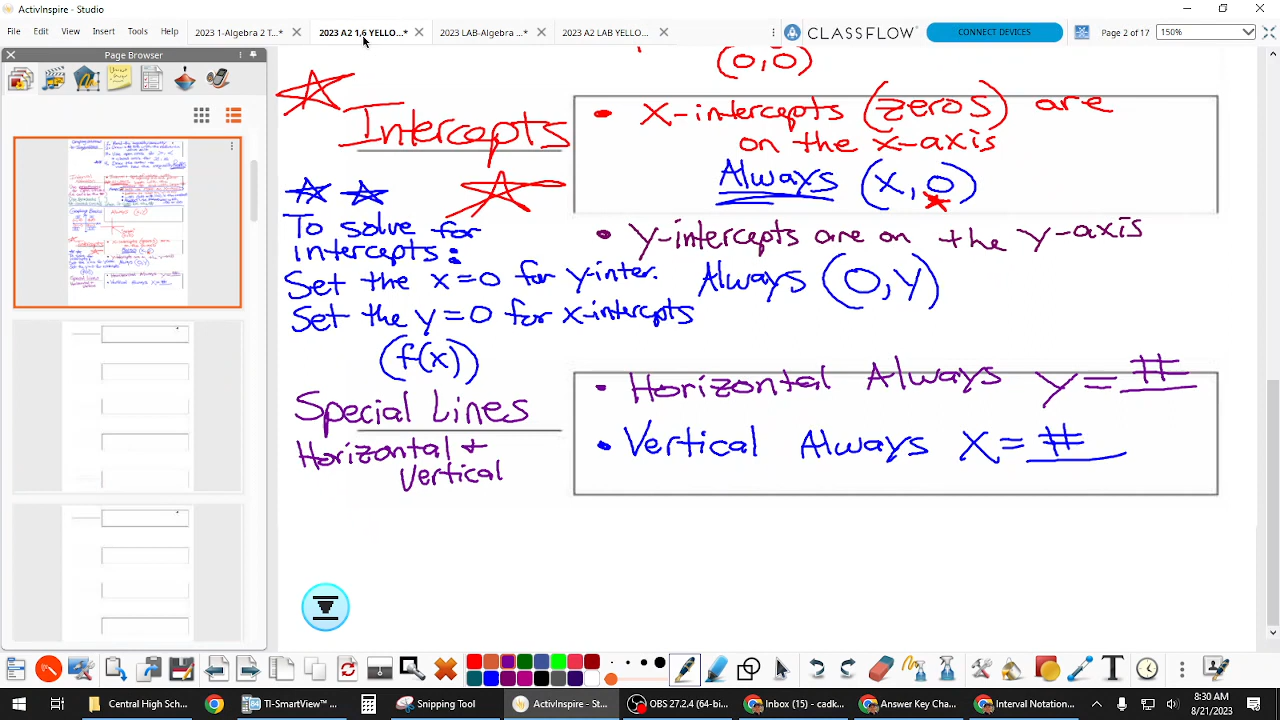 ActivInspire - Studio
File Edit View Insert Tools Help
2023 1-Algebra 2 T...*
2023 A2 1.6 YELLO...*
2023 LAB-Algebra ...*
2023 A2 LAB YELLO...
CLASSFLOW
CONNECT DEVICES
Page 2 of 17
150%
Page Browser
(0,0)
Intercepts
• X-intercepts (zeros) are
on the x-axis
Always (x, 0)
• Y-intercepts are on the y-axis
Always (0, y)
To solve for
intercepts:
Set the x=0 for y-inter.
Set the y=0 for x-intercepts
(f(x))
Special Lines
Horizontal +
Vertical
• Horizontal Always y=#
• Vertical Always X=#
Central High Sch...
TI-SmartView ™ ...
Snipping Tool
ActivInspire - St...
OBS 27.2.4 (64-bi...
Inbox (15) - cadk...
Answer Key Cha...
Interval Notation...
8:30 AM
8/21/2023